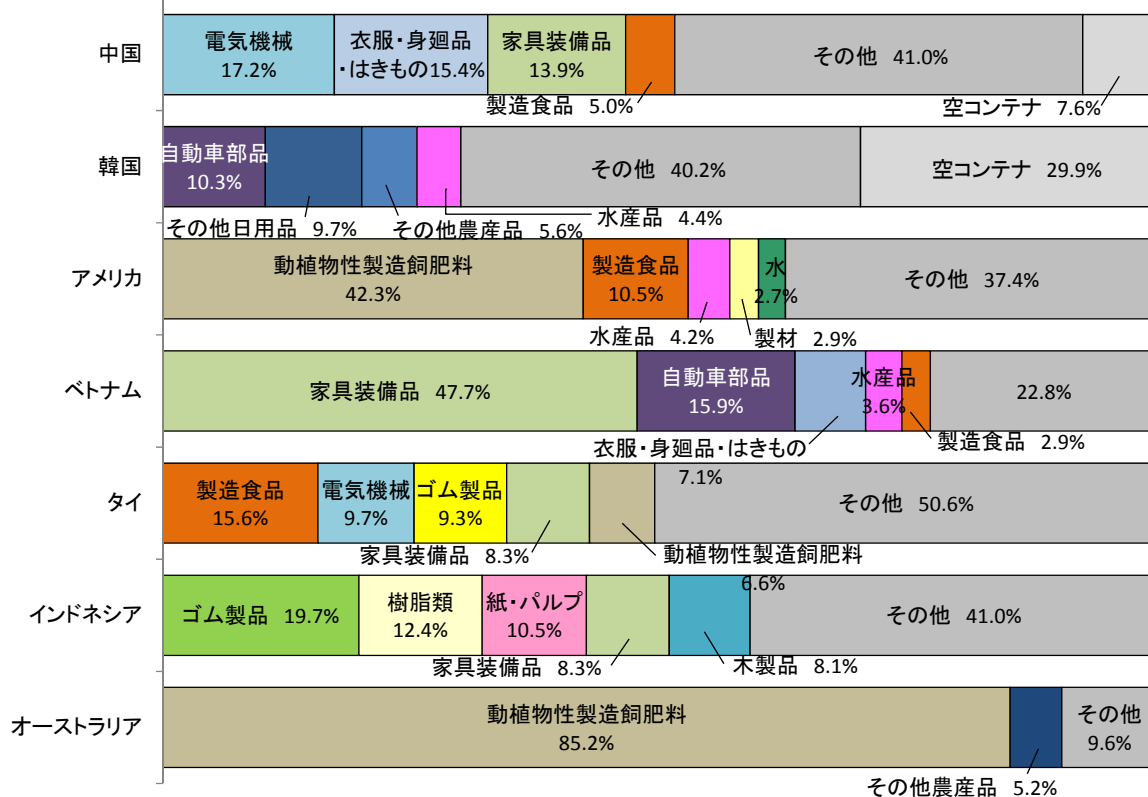 中国
電気機械
17.2%
衣服・身廻品
・はきもの15.4%
家具装備品
13.9%
製造食品 5.0%
その他 41.0%
空コンテナ 7.6%
韓国
自動車部品
10.3%
その他日用品 9.7%
その他農産品 5.6%
水産品 4.4%
その他 40.2%
空コンテナ 29.9%
アメリカ
動植物性製造飼肥料
42.3%
製造食品
10.5%
水産品 4.2%
製材 2.9%
水
2.7%
その他 37.4%
ベトナム
家具装備品 47.7%
自動車部品
15.9%
衣服・身廻品・はきもの
7.1%
水産品
3.6%
製造食品 2.9%
22.8%
タイ
製造食品
15.6%
電気機械
9.7%
ゴム製品
9.3%
家具装備品 8.3%
動植物性製造飼肥料
6.6%
その他 50.6%
インドネシア
ゴム製品 19.7%
樹脂類
12.4%
紙・パルプ
10.5%
家具装備品 8.3%
木製品 8.1%
その他 41.0%
オーストラリア
動植物性製造飼肥料
85.2%
その他農産品 5.2%
その他
9.6%